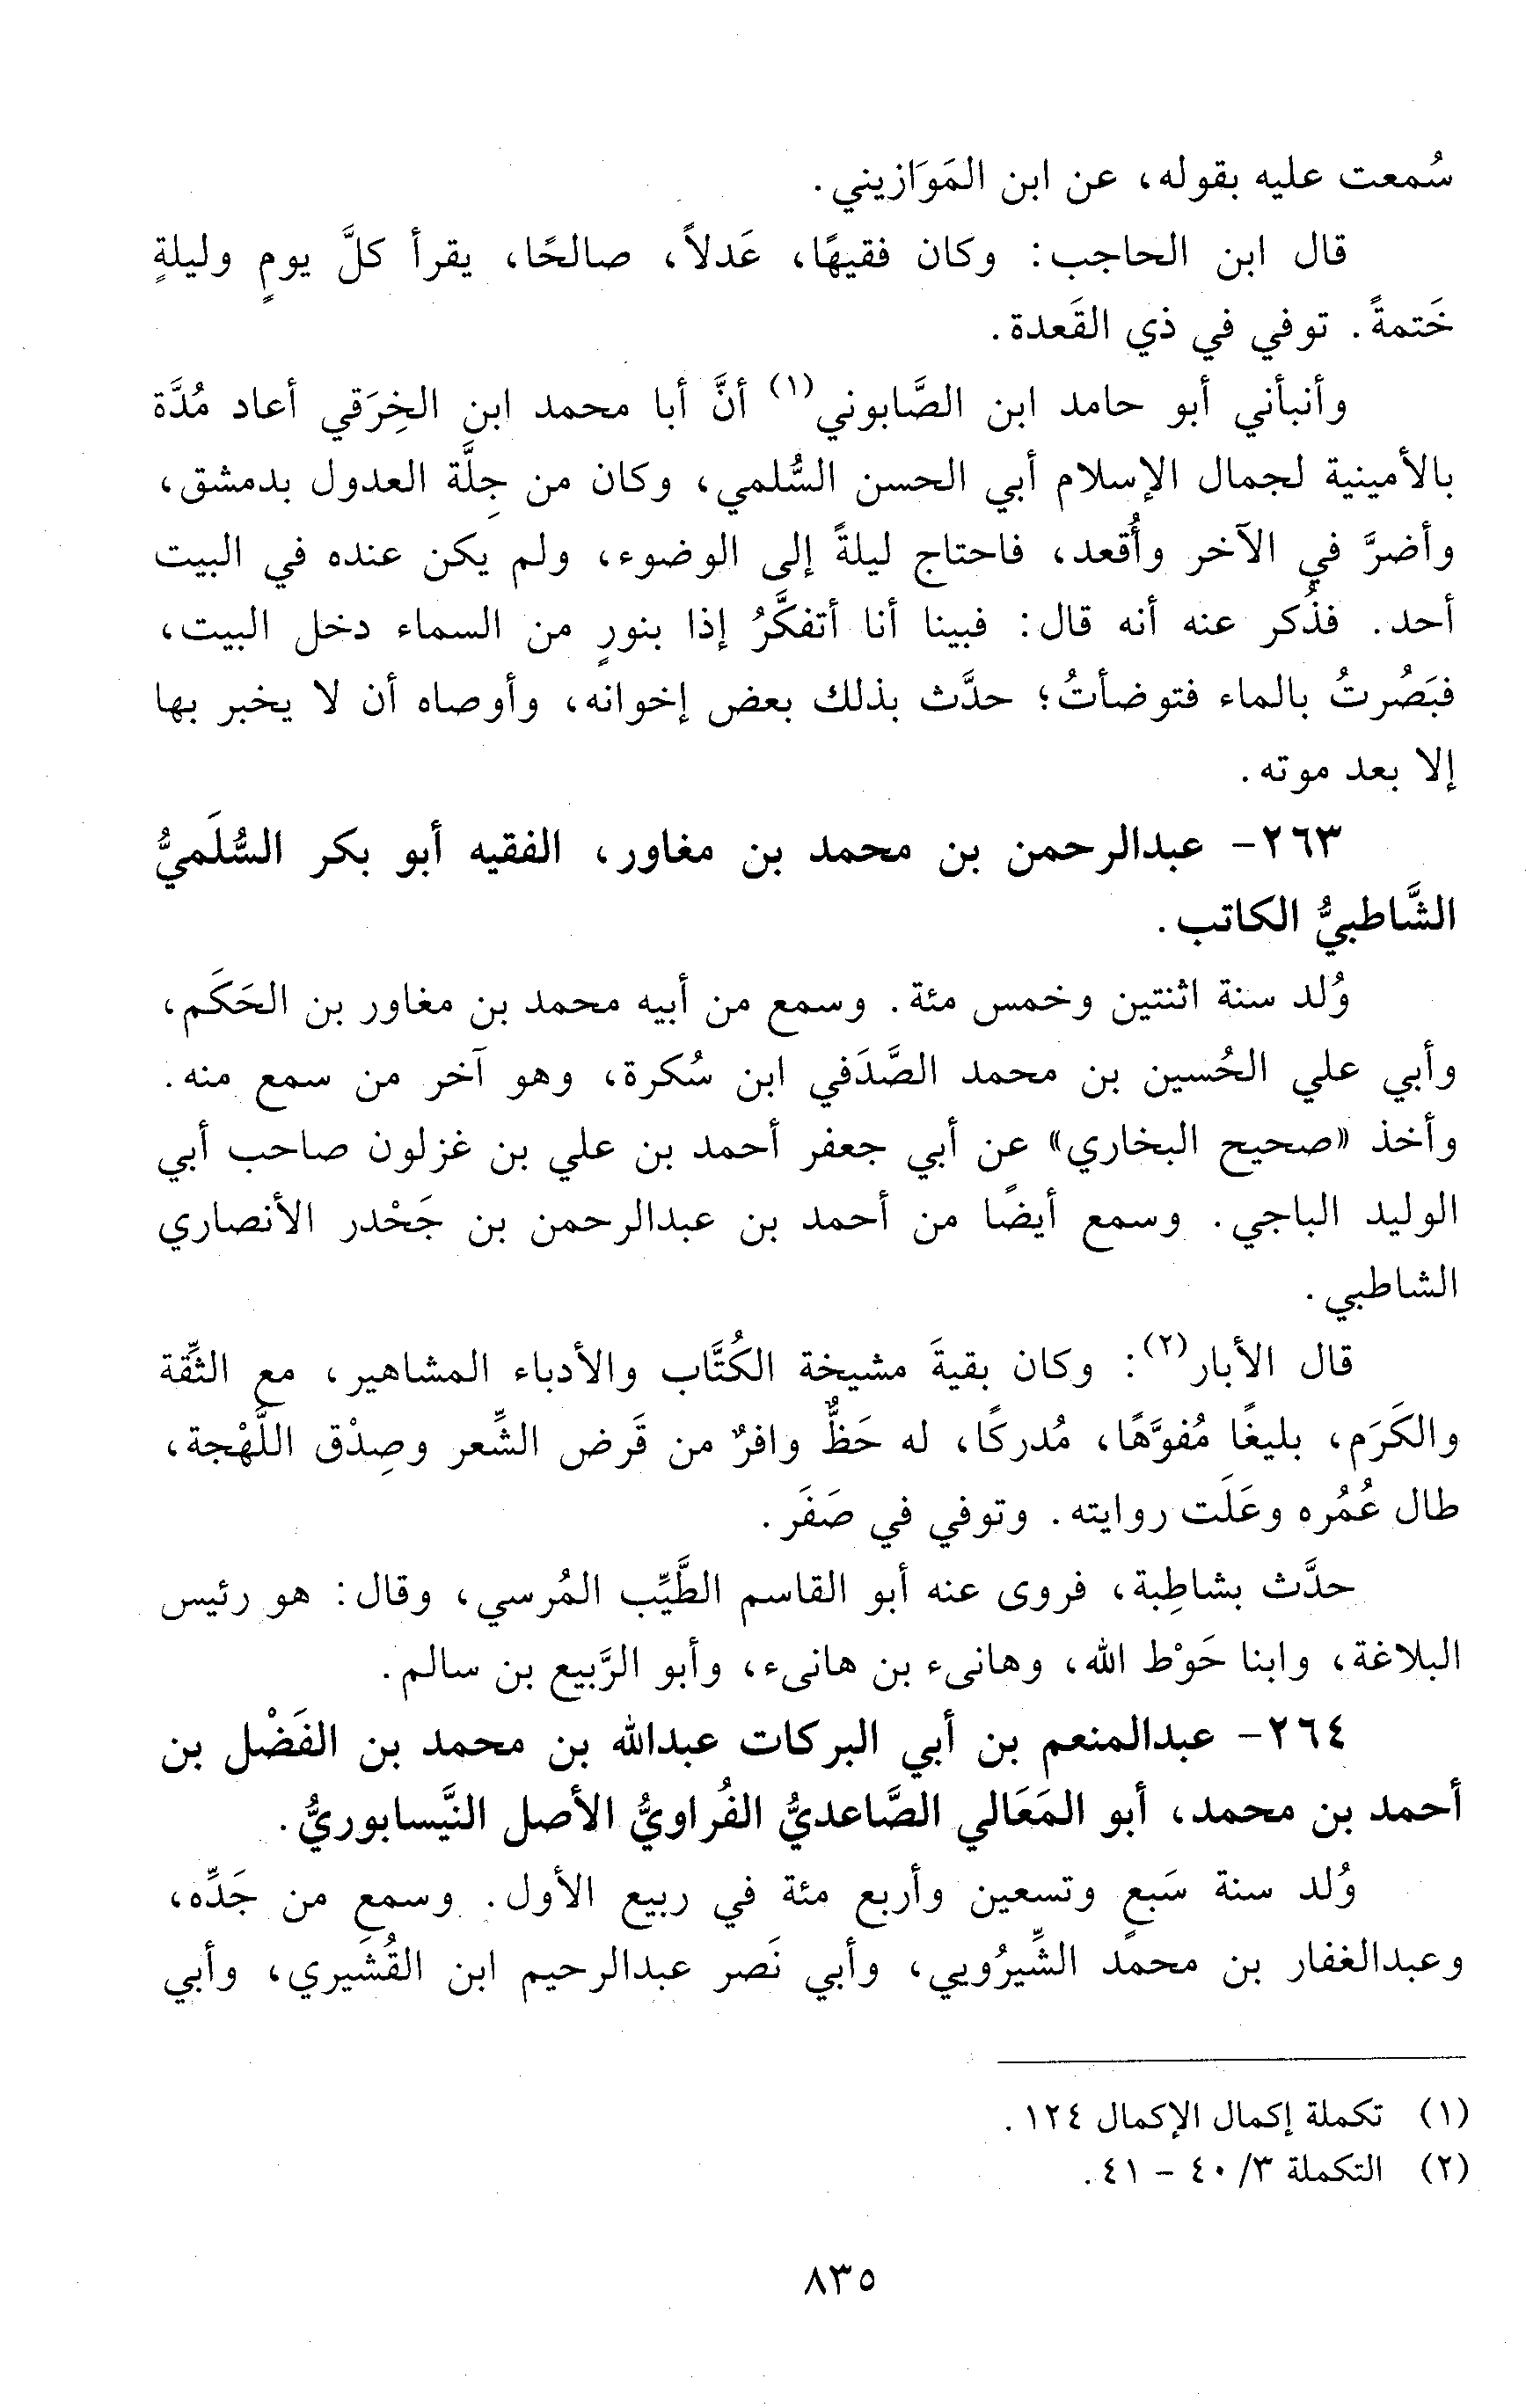 سُمعت عليه بقوله، عن ابن المَوَازيني.
قال ابن الحاجب: وكان فقيهًا، عَدلاً، صالحًا، يقرأ كلَّ يومٍ وليلةٍ
خَتمةً. توفي في ذي القَعدة.
وأنبأني أبو حامد ابن الصَّابوني(١) أنَّ أبا محمد ابن الخِرَقي أعاد مُدَّة
بالأمينية لجمال الإسلام أبي الحسن السُّلمي، وكان من جِلَّة العدول بدمشق،
وأضرَّ في الآخر وأُقعد، فاحتاج ليلةً إلى الوضوء، ولم يكن عنده في البيت
أحد. فذُكر عنه أنه قال: فبينا أنا أتفكَّرُ إذا بنورٍ من السماء دخل البيت،
فبَصُرتُ بالماء فتوضأتُ؛ حدَّث بذلك بعض إخوانه، وأوصاه أن لا يخبر بها
إلا بعد موته.
٢٦٣- عبدالرحمن بن محمد بن مغاور، الفقيه أبو بكر السُّلَميُّ
الشَّاطبيُّ الكاتب.
وُلد سنة اثنتين وخمس مئة. وسمع من أبيه محمد بن مغاور بن الحَكَم،
وأبي علي الحُسين بن محمد الصَّدَفي ابن سُكرة، وهو آخر من سمع منه.
وأخذ «صحيح البخاري» عن أبي جعفر أحمد بن علي بن غزلون صاحب أبي
الوليد الباجي. وسمع أيضًا من أحمد بن عبدالرحمن بن جَحْدر الأنصاري
الشاطبي.
قال الأبار(٢): وكان بقيةَ مشيخة الكُتَّاب والأدباء المشاهير، مع الثِّقة
والكَرَم، بليغًا مُفوَّهًا، مُدركًا، له حَظٌّ وافرٌ من قَرض الشِّعر وصِدْق اللَّهْجة،
طال عُمُره وعَلَت روايته. وتوفي في صَفَر.
حدَّث بشاطِبة، فروى عنه أبو القاسم الطَّيِّب المُرسي، وقال: هو رئيس
البلاغة، وابنا حَوْط الله، وهانىء بن هانىء، وأبو الرَّبيع بن سالم.
٢٦٤- عبدالمنعم بن أبي البركات عبدالله بن محمد بن الفَضْل بن
أحمد بن محمد، أبو المَعَالي الصَّاعديُّ الفُراويُّ الأصل النَّيسابوريُّ.
وُلد سنة سَبعٍ وتسعين وأربع مئة في ربيع الأول. وسمع من جَدِّه،
وعبدالغفار بن محمد الشِّيرُويي، وأبي نَصر عبدالرحيم ابن القُشَيري، وأبي
(١) تكملة إكمال الإكمال ١٢٤.
(٢) التكملة ٣/ ٤٠ - ٤١.
٨٣٥